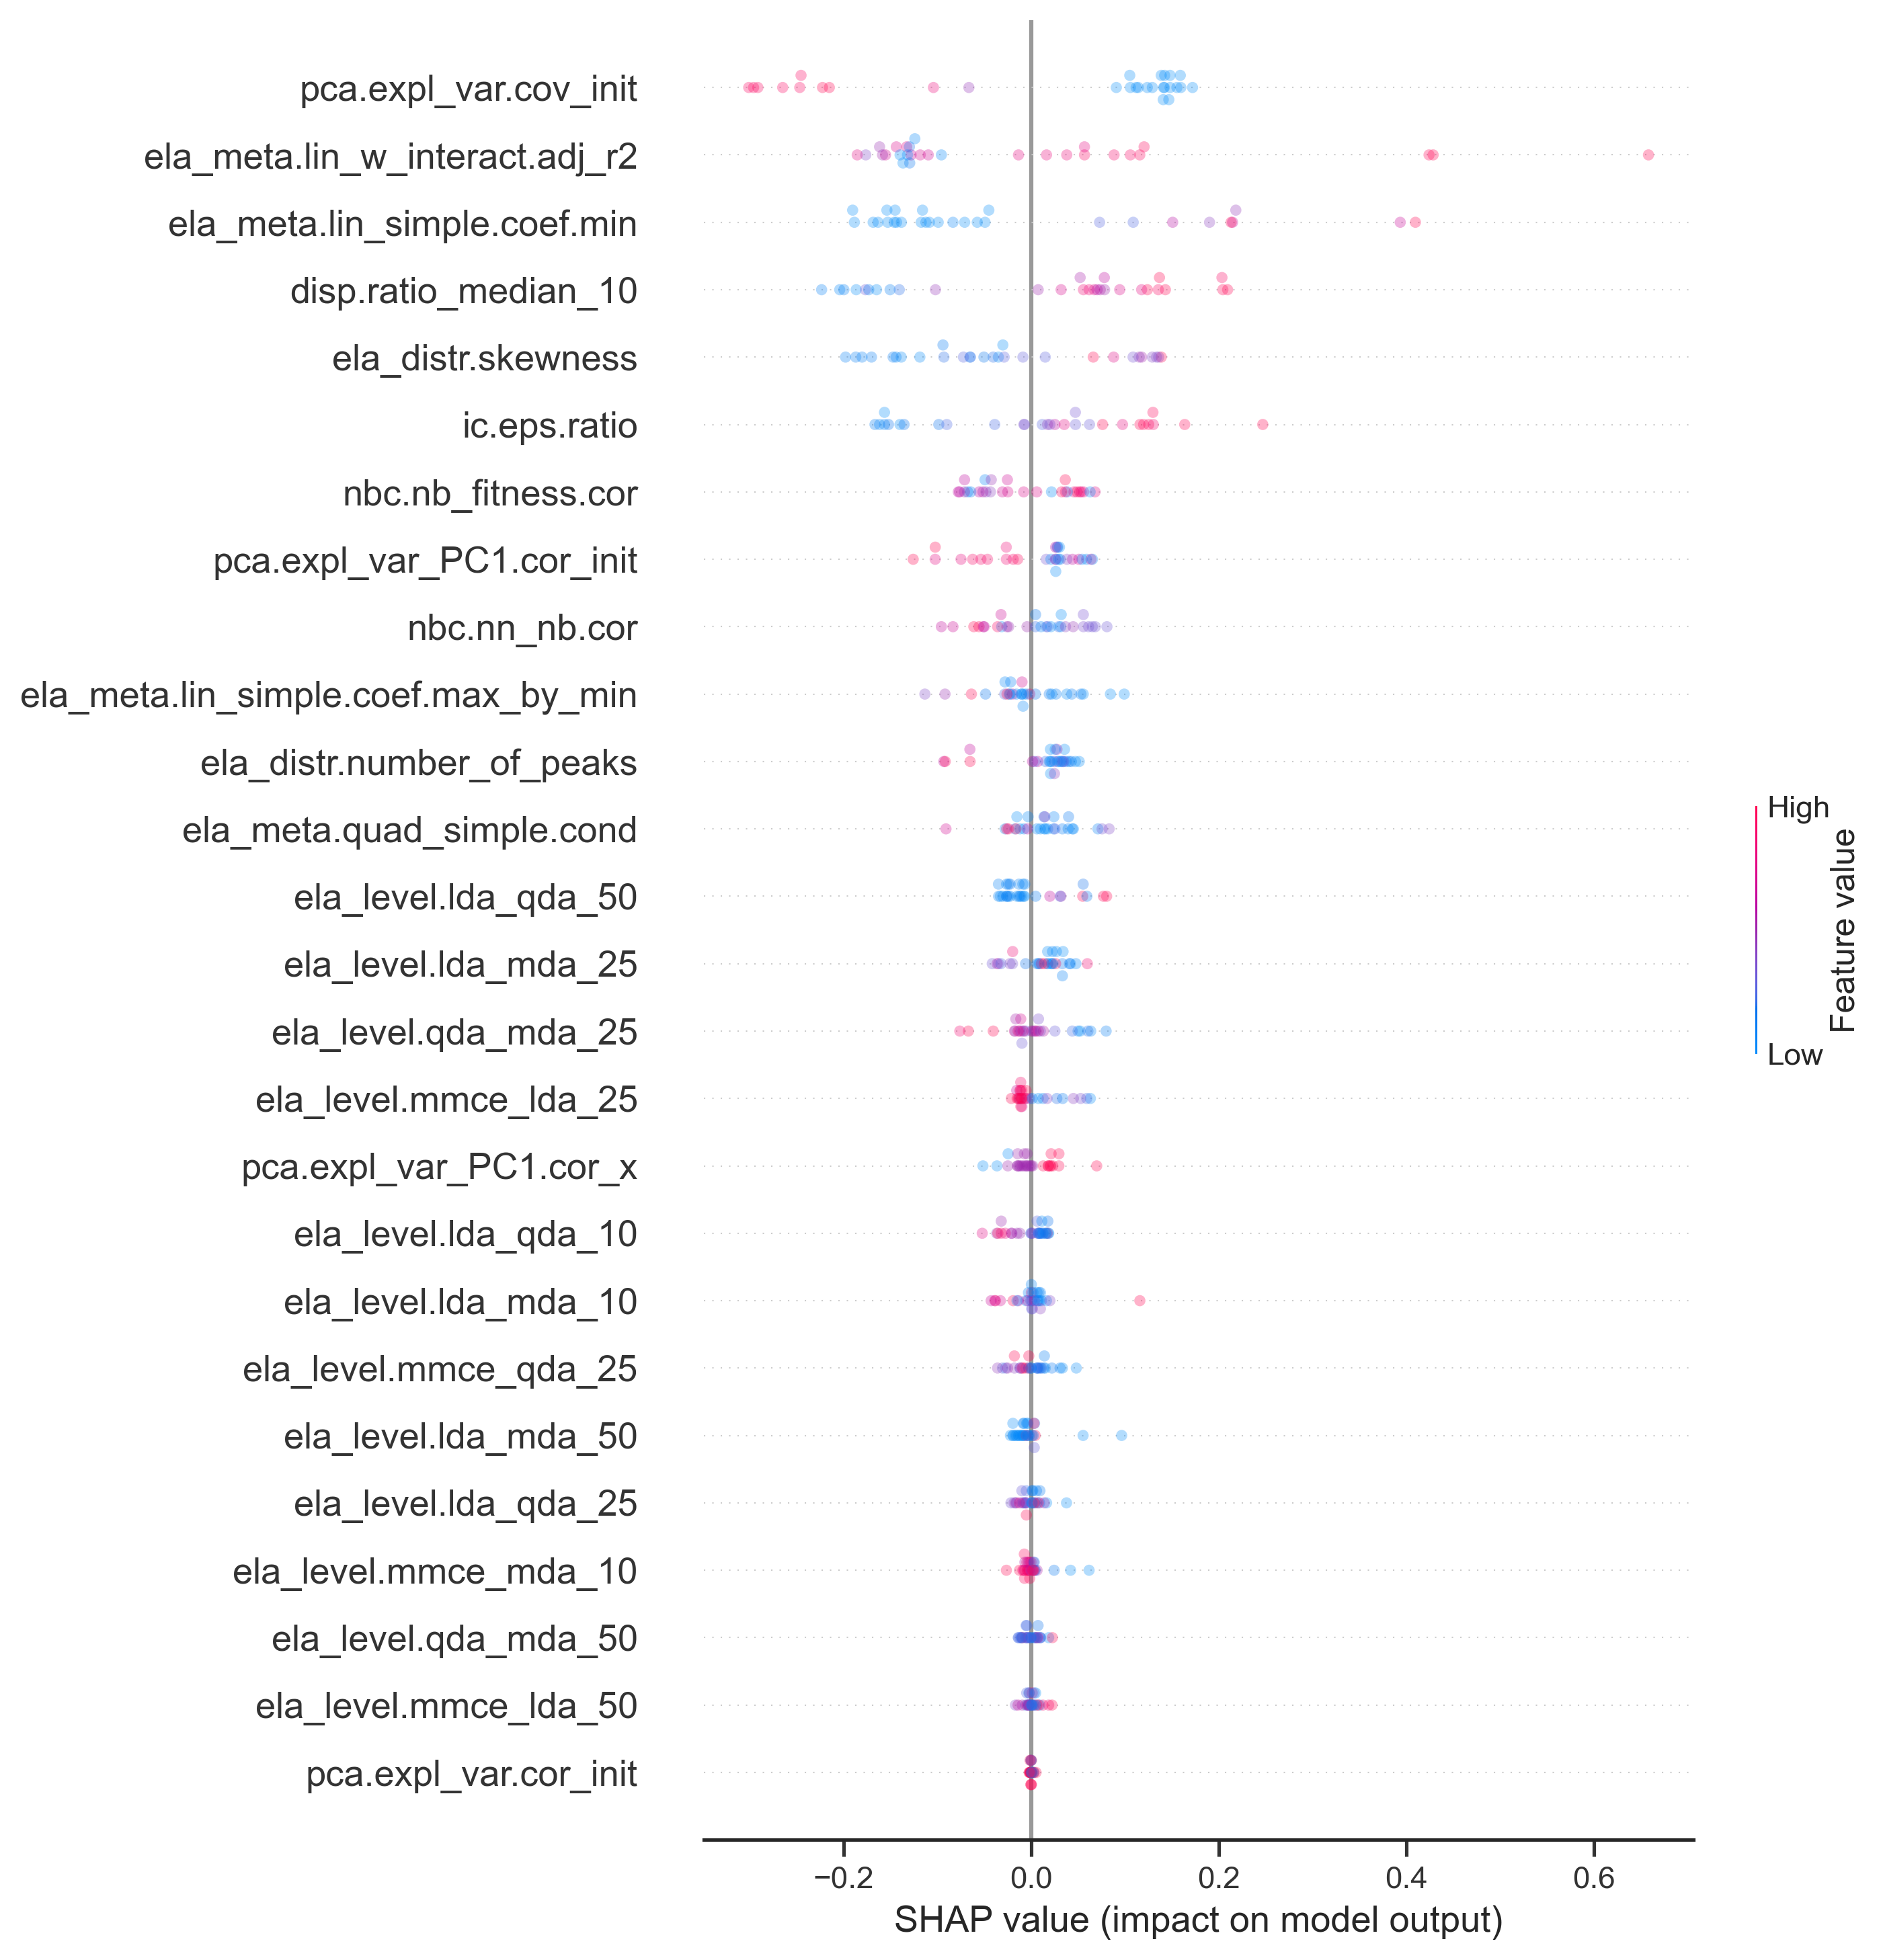 pca.expl_var.cov_init
ela_meta.lin_w_interact.adj_r2
ela_meta.lin_simple.coef.min
disp.ratio_median_10
ela_distr.skewness
ic.eps.ratio
nbc.nb_fitness.cor
pca.expl_var_PC1.cor_init
nbc.nn_nb.cor
ela_meta.lin_simple.coef.max_by_min
ela_distr.number_of_peaks
ela_meta.quad_simple.cond
ela_level.lda_qda_50
ela_level.lda_mda_25
ela_level.qda_mda_25
ela_level.mmce_lda_25
pca.expl_var_PC1.cor_x
ela_level.lda_qda_10
ela_level.lda_mda_10
ela_level.mmce_qda_25
ela_level.lda_mda_50
ela_level.lda_qda_25
ela_level.mmce_mda_10
ela_level.qda_mda_50
ela_level.mmce_lda_50
pca.expl_var.cor_init
−0.2 0.0 0.2 0.4 0.6
SHAP value (impact on model output)
High
Feature value
Low